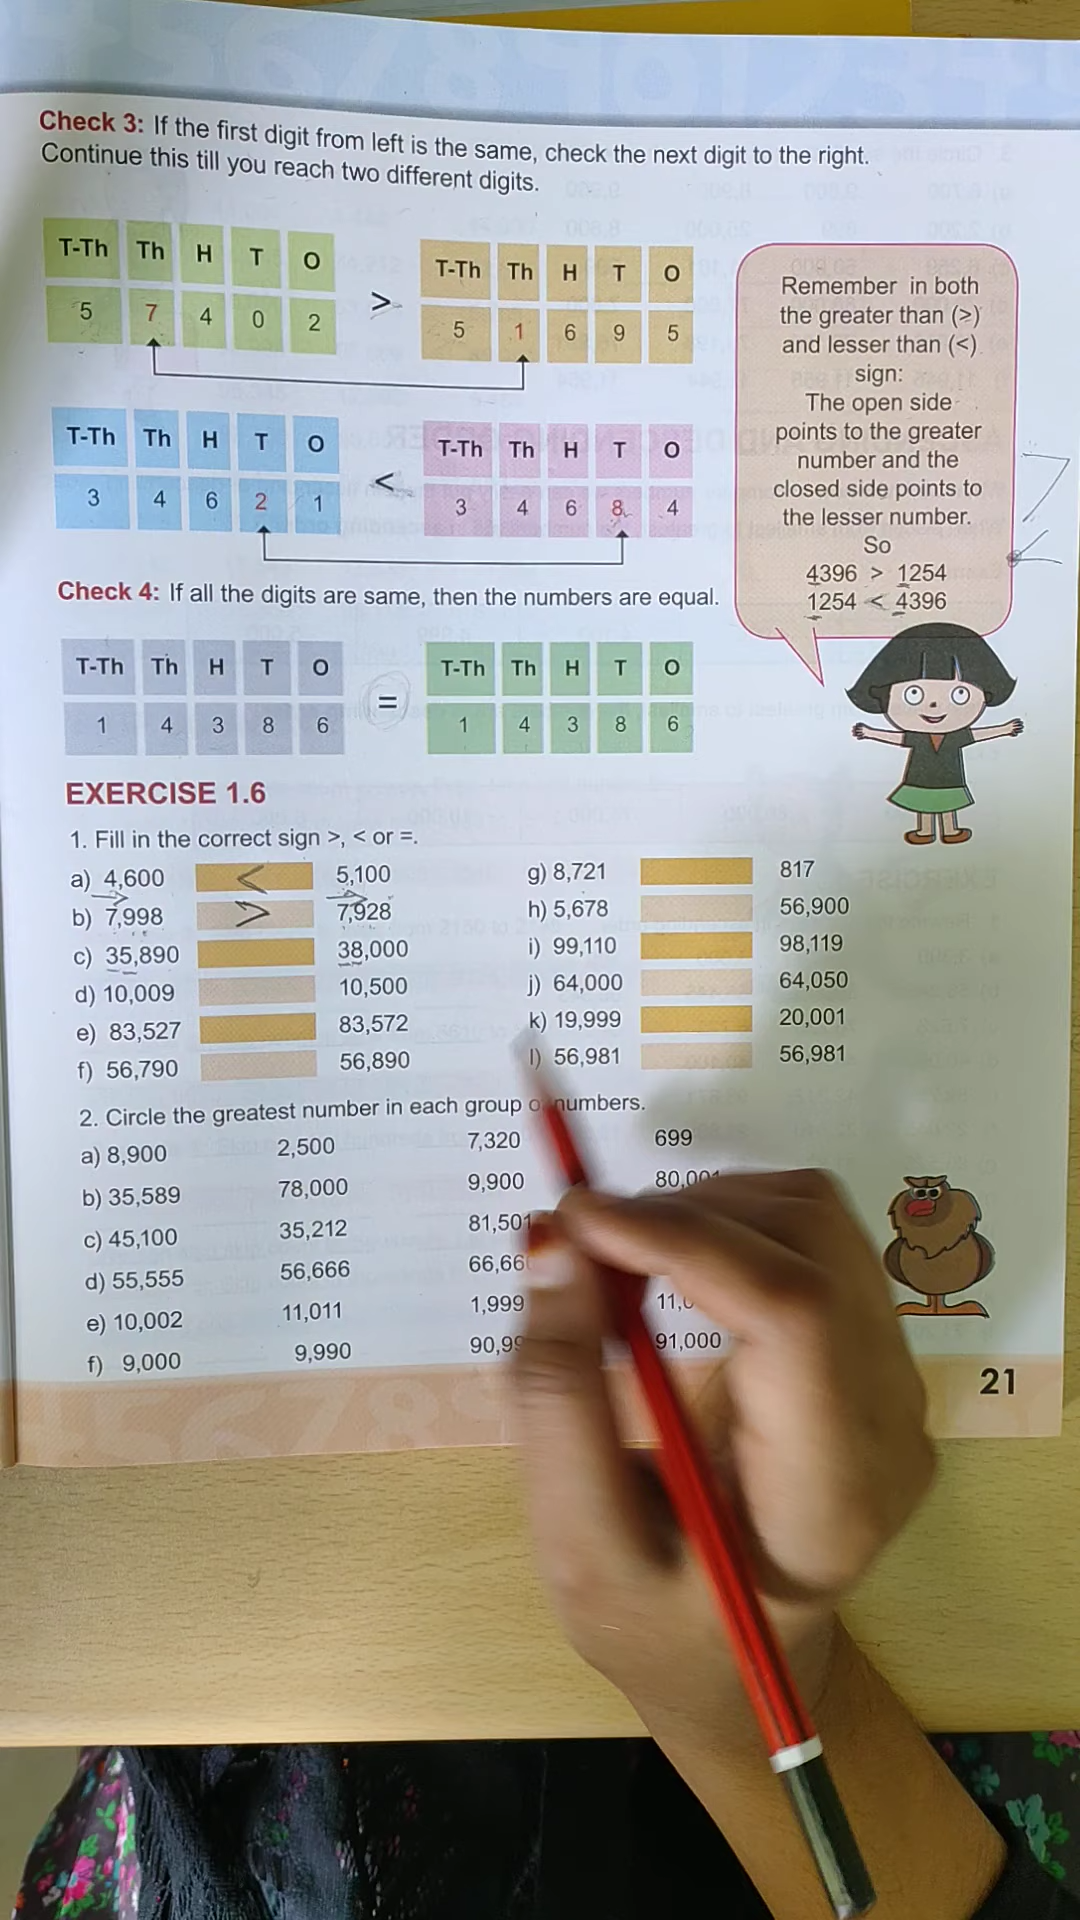 Check 3: If the first digit from left is the same, check the next digit to the right.
Continue this till you reach two different digits.
T-Th Th H T O
5 7 4 0 2
>
T-Th Th H T O
5 1 6 9 5
T-Th Th H T O
3 4 6 2 1
<
T-Th Th H T O
3 4 6 8 4
Remember in both
the greater than (>)
and lesser than (<)
sign:
The open side
points to the greater
number and the
closed side points to
the lesser number.
So
4396 > 1254
1254 < 4396
Check 4: If all the digits are same, then the numbers are equal.
T-Th Th H T O
1 4 3 8 6
=
T-Th Th H T O
1 4 3 8 6
EXERCISE 1.6
1. Fill in the correct sign >, < or =.
a) 4,600 < 5,100
b) 7,998 > 7,928
c) 35,890 38,000
d) 10,009 10,500
e) 83,527 83,572
f) 56,790 56,890
g) 8,721 817
h) 5,678 56,900
i) 99,110 98,119
j) 64,000 64,050
k) 19,999 20,001
l) 56,981 56,981
2. Circle the greatest number in each group of numbers.
a) 8,900 2,500 7,320 699
b) 35,589 78,000 9,900
c) 45,100 35,212 81,501
d) 55,555 56,666
e) 10,002 11,011 1,999
f) 9,000 9,990 91,000
21